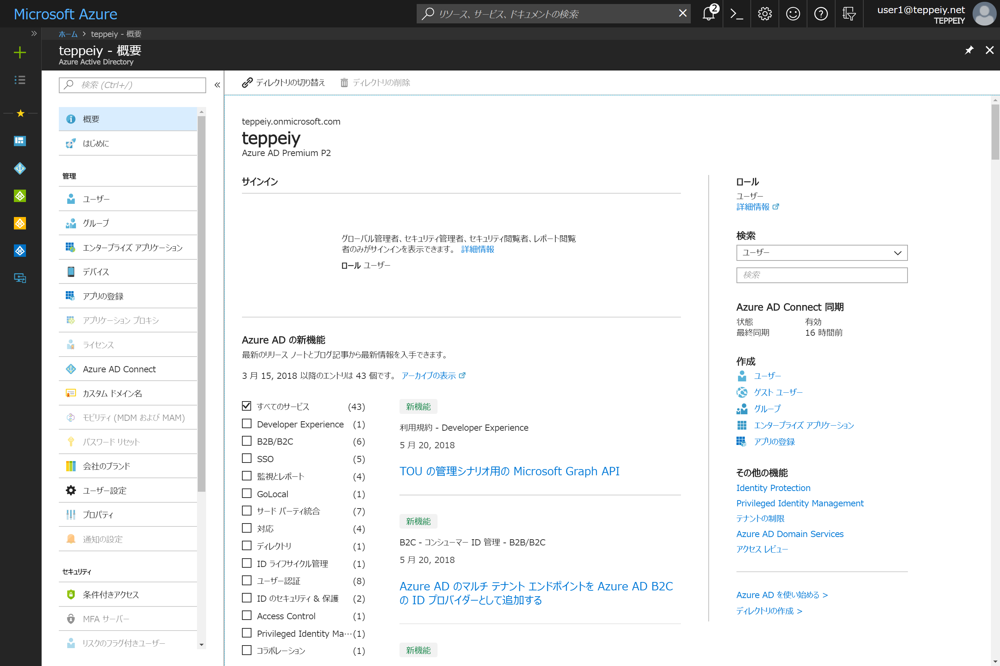 Microsoft Azure
リソース、サービス、ドキュメントの検索
2
user1@teppeiy.net
TEPPEIY
ホーム > teppeiy - 概要
teppeiy - 概要
Azure Active Directory
検索 (Ctrl+/)
概要
はじめに
管理
ユーザー
グループ
エンタープライズ アプリケーション
デバイス
アプリの登録
アプリケーション プロキシ
ライセンス
Azure AD Connect
カスタム ドメイン名
モビリティ (MDM および MAM)
パスワード リセット
会社のブランド
ユーザー設定
プロパティ
通知の設定
セキュリティ
条件付きアクセス
MFA サーバー
リスクのフラグ付きユーザー
ディレクトリの切り替え
ディレクトリの削除
teppeiy.onmicrosoft.com
teppeiy
Azure AD Premium P2
サインイン
グローバル管理者、セキュリティ管理者、セキュリティ閲覧者、レポート閲覧
者のみがサインインを表示できます。 詳細情報
ロール ユーザー
Azure AD の新機能
最新のリリース ノートとブログ記事から最新情報を入手できます。
3 月 15, 2018 以降のエントリは 43 個です。 アーカイブの表示
すべてのサービス (43)
Developer Experience (1)
B2B/B2C (6)
SSO (5)
監視とレポート (4)
GoLocal (1)
サード パーティ統合 (7)
対応 (4)
ディレクトリ (1)
ID ライフサイクル管理 (1)
ユーザー認証 (8)
ID のセキュリティ & 保護 (2)
Access Control (1)
Privileged Identity Ma… (1)
コラボレーション (1)
新機能
利用規約 - Developer Experience
5 月 20, 2018
TOU の管理シナリオ用の Microsoft Graph API
新機能
B2C - コンシューマー ID 管理 - B2B/B2C
5 月 20, 2018
Azure AD のマルチ テナント エンドポイントを Azure AD B2C
の ID プロバイダーとして追加する
新機能
ロール
ユーザー
詳細情報
検索
ユーザー
検索
Azure AD Connect 同期
状態 有効
最終同期 16 時間前
作成
ユーザー
ゲスト ユーザー
グループ
エンタープライズ アプリケーション
アプリの登録
その他の機能
Identity Protection
Privileged Identity Management
テナントの制限
Azure AD Domain Services
アクセス レビュー
Azure AD を使い始める >
ディレクトリの作成 >